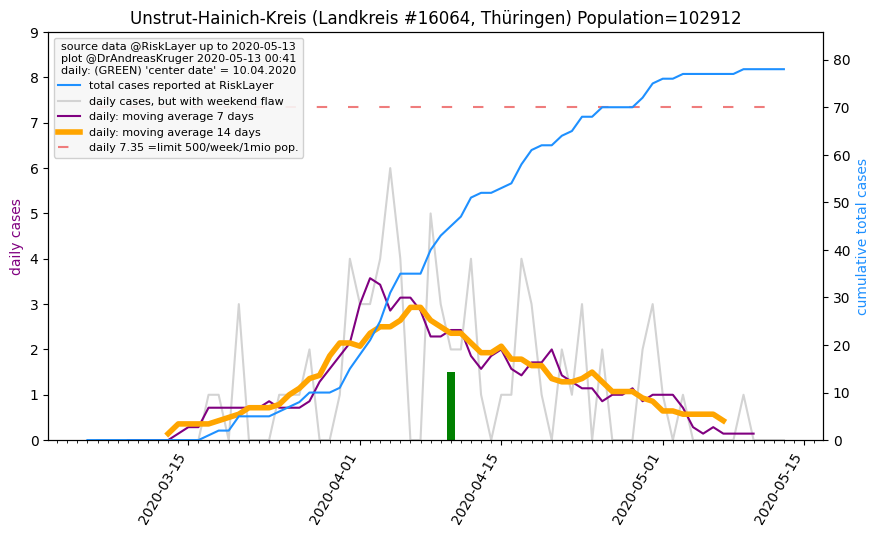 Unstrut-Hainich-Kreis (Landkreis #16064, Thüringen) Population=102912
source data @RiskLayer up to 2020-05-13
plot @DrAndreasKruger 2020-05-13 00:41
daily: (GREEN) 'center date' = 10.04.2020
total cases reported at RiskLayer
daily cases, but with weekend flaw
daily: moving average 7 days
daily: moving average 14 days
daily 7.35 =limit 500/week/1mio pop.
daily cases
9
8
7
6
5
4
3
2
1
0
cumulative total cases
80
70
60
50
40
30
20
10
0
2020-03-15
2020-04-01
2020-04-15
2020-05-01
2020-05-15